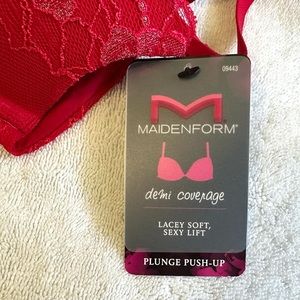 09443
MAIDENFORM®
demi coverage
LACEY SOFT,
SEXY LIFT
PLUNGE PUSH-UP